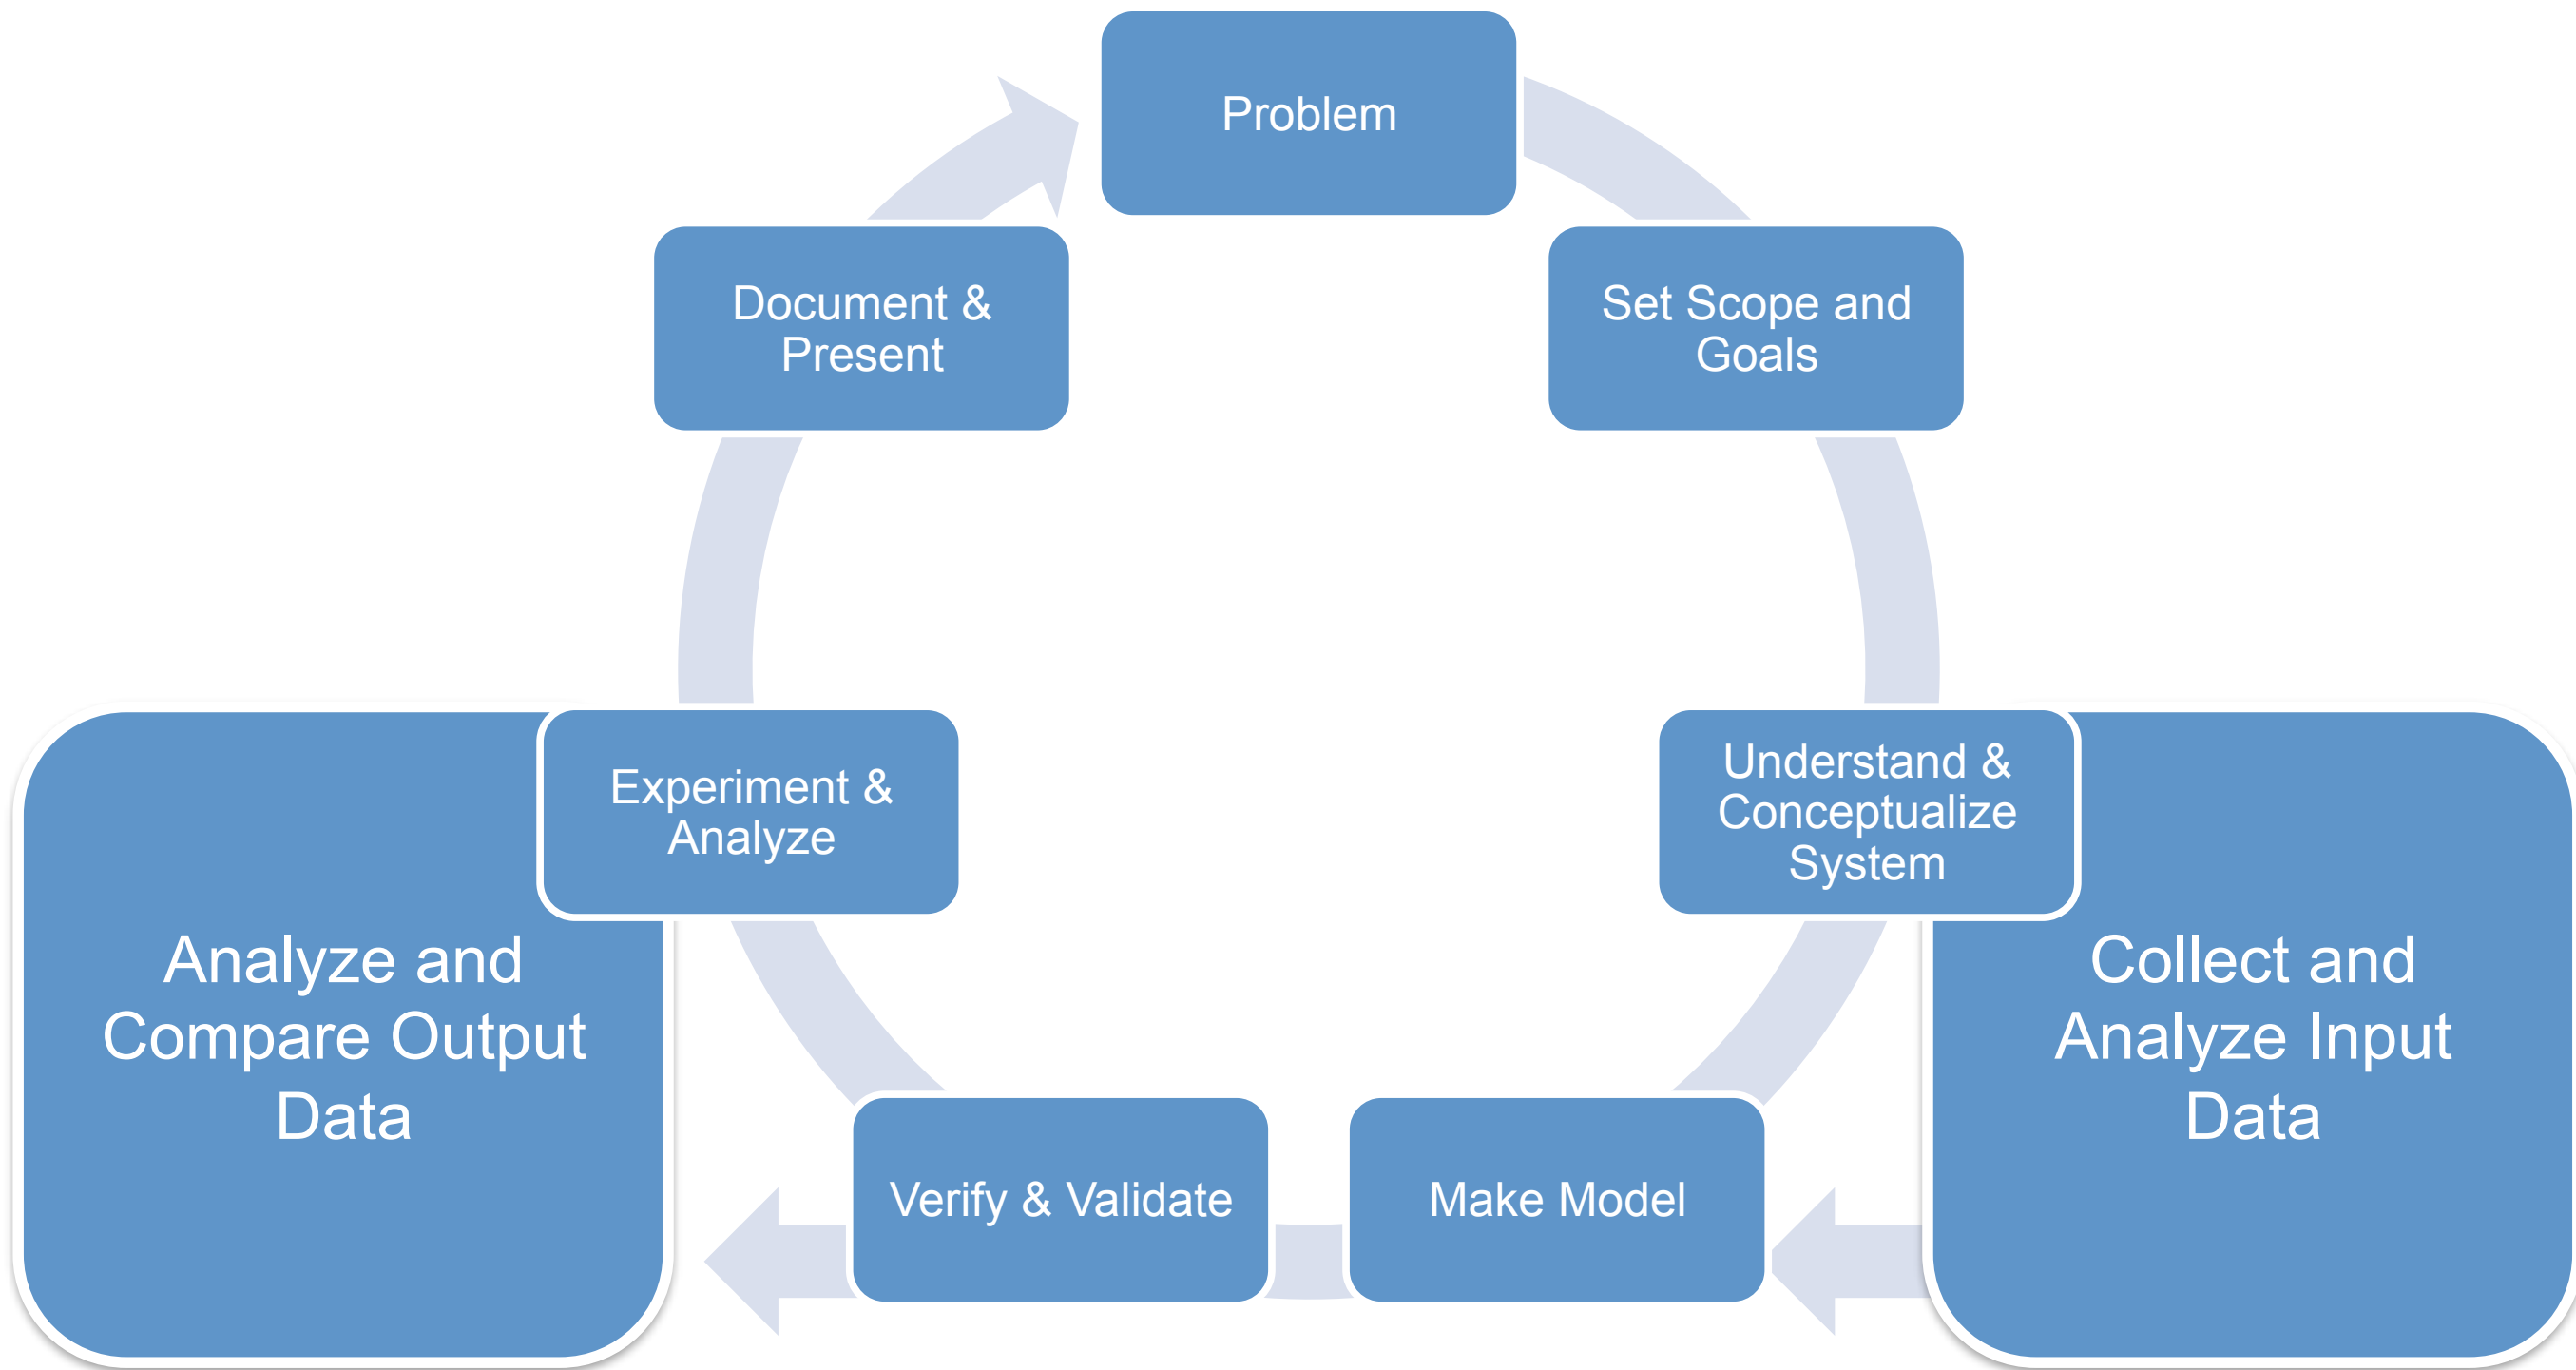 Problem
Set Scope and
Goals
Understand &
Conceptualize
System
Collect and
Analyze Input
Data
Make Model
Verify & Validate
Experiment &
Analyze
Analyze and
Compare Output
Data
Document &
Present